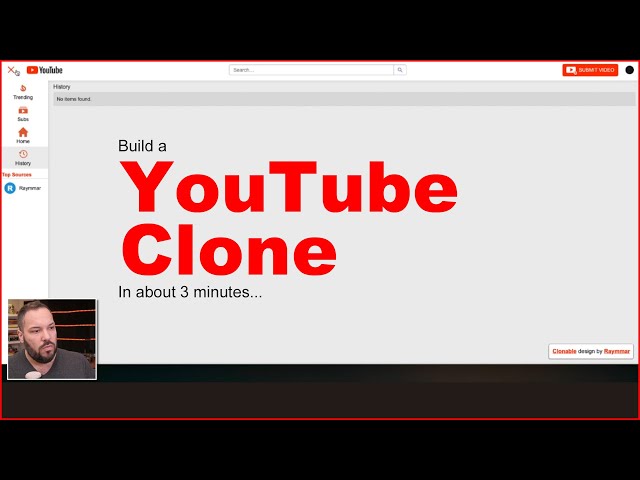 YouTube
Search...
SUBMIT VIDEO
Trending
Subs
Home
History
Top Sources
R
Raymmar
History
No items found.
Build a
YouTube
Clone
In about 3 minutes...
Clonable design by Raymmar